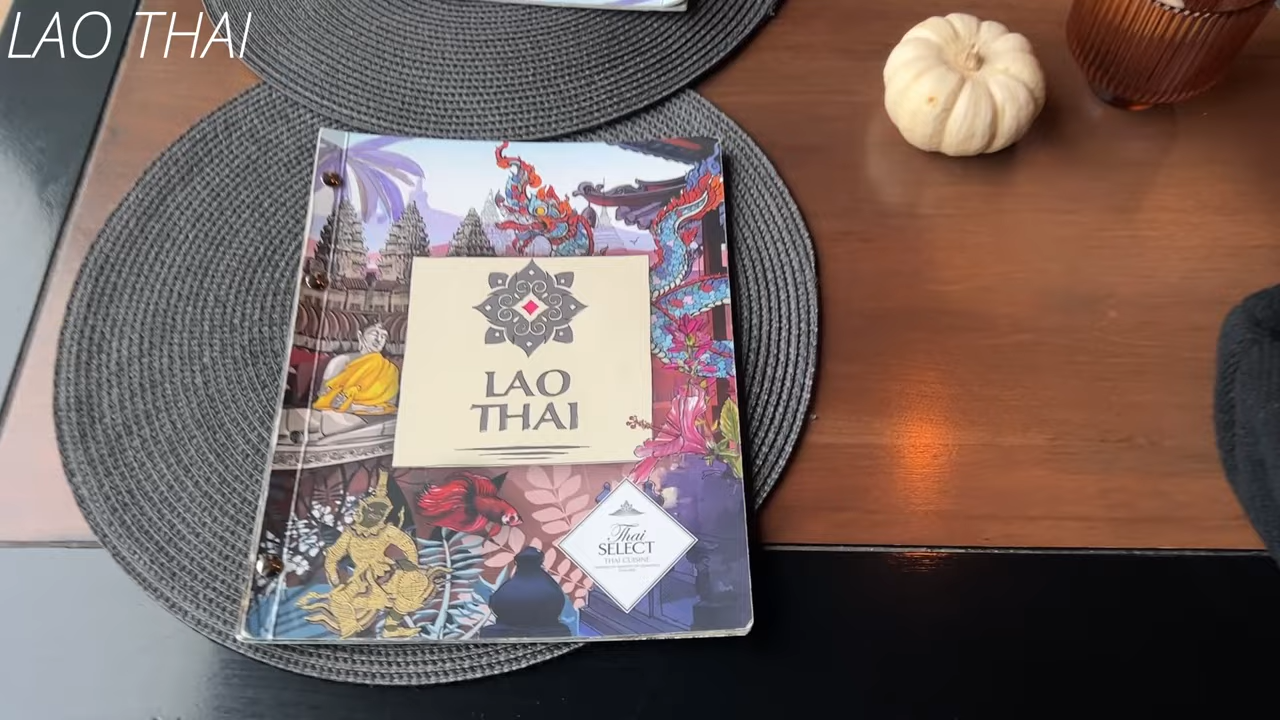 LAO THAI
LAO
THAI
Thai
SELECT
THAI CUISINE